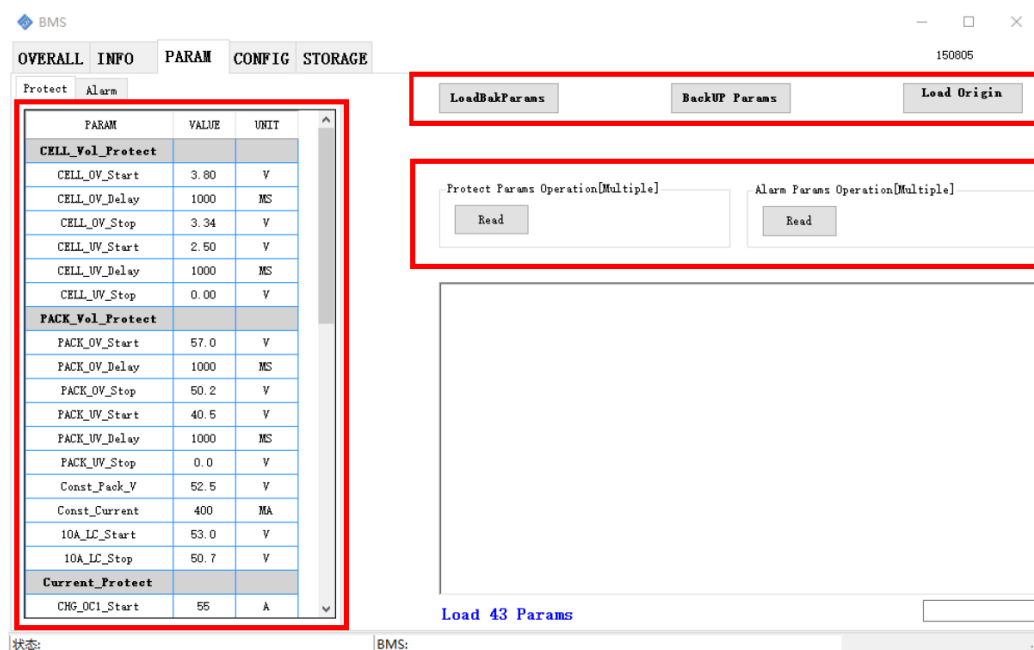 BMS
OVERALL INFO PARAM CONFIG STORAGE
150805
Protect Alarm
LoadBakParams BackUP Params Load Origin
PARAM VALUE UNIT
CELL_Vol_Protect
CELL_OV_Start 3.80 V
CELL_OV_Delay 1000 MS
CELL_OV_Stop 3.34 V
CELL_UV_Start 2.50 V
CELL_UV_Delay 1000 MS
CELL_UV_Stop 0.00 V
PACK_Vol_Protect
PACK_OV_Start 57.0 V
PACK_OV_Delay 1000 MS
PACK_OV_Stop 50.2 V
PACK_UV_Start 40.5 V
PACK_UV_Delay 1000 MS
PACK_UV_Stop 0.0 V
Const_Pack_V 52.5 V
Const_Current 400 MA
10A_LC_Start 53.0 V
10A_LC_Stop 50.7 V
Current_Protect
CHG_OC1_Start 55 A
Protect Params Operation[Multiple]
Read
Alarm Params Operation[Multiple]
Read
Load 43 Params
状态:
BMS: